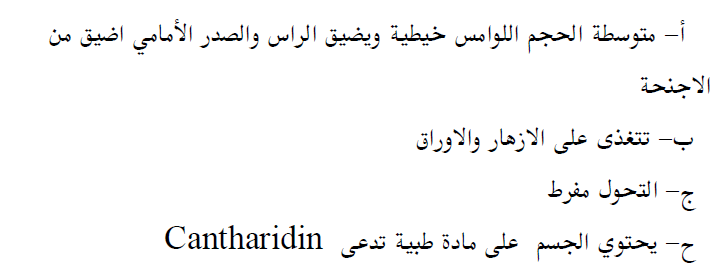 أ- متوسطة الحجم اللوامس خيطية ويضيق الراس والصدر الأمامي اضيق من
الاجنحة
ب- تتغذى على الازهار والاوراق
ج- التحول مفرط
ح- يحتوي الجسم على مادة طبية تدعى Cantharidin